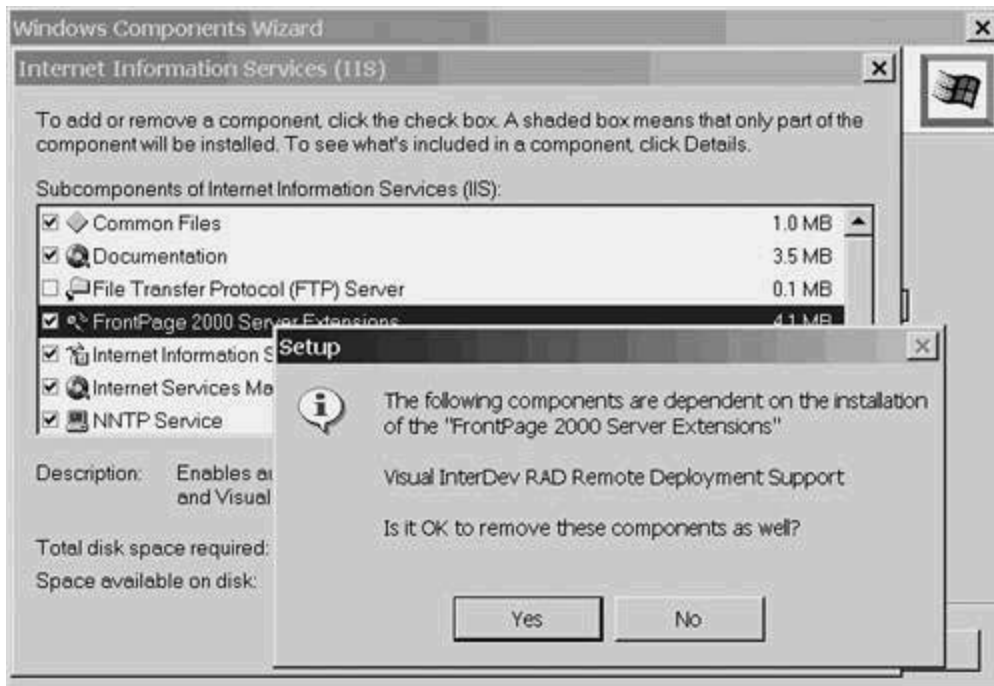 Windows Components Wizard
Internet Information Services (IIS)
To add or remove a component, click the check box. A shaded box means that only part of the
component will be installed. To see what's included in a component, click Details.
Subcomponents of Internet Information Services (IIS):
Common Files 1.0 MB
Documentation 3.5 MB
File Transfer Protocol (FTP) Server 0.1 MB
FrontPage 2000 Server Extensions 4.1 MB
Internet Information S
Internet Services Ma
NNTP Service
Description: Enables au
and Visual
Total disk space required:
Space available on disk:
Setup
The following components are dependent on the installation
of the "FrontPage 2000 Server Extensions"
Visual InterDev RAD Remote Deployment Support
Is it OK to remove these components as well?
Yes No